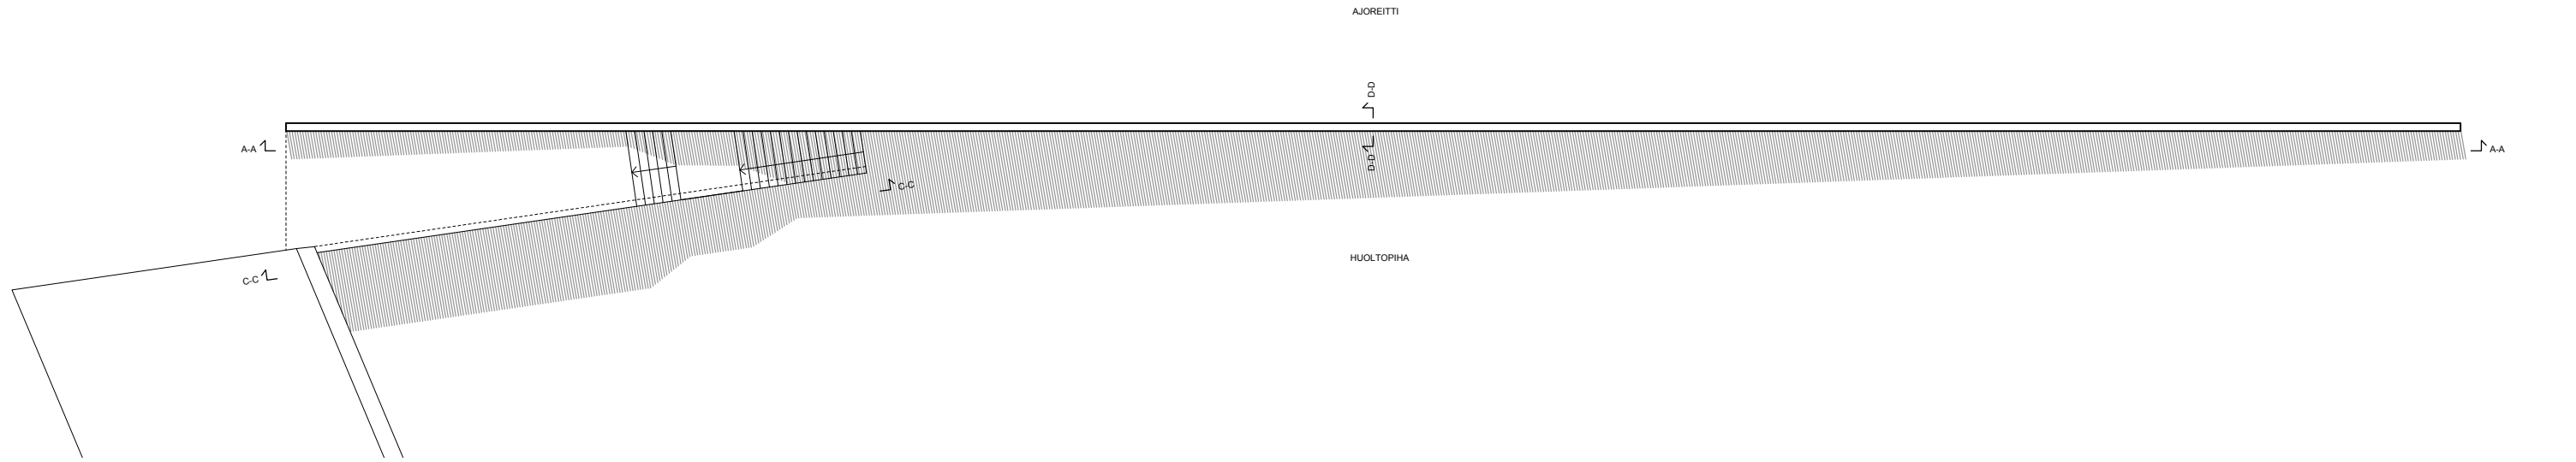 AJOREITTI
D-D
A-A
D-D
A-A
C-C
HUOLTOPIHA
C-C